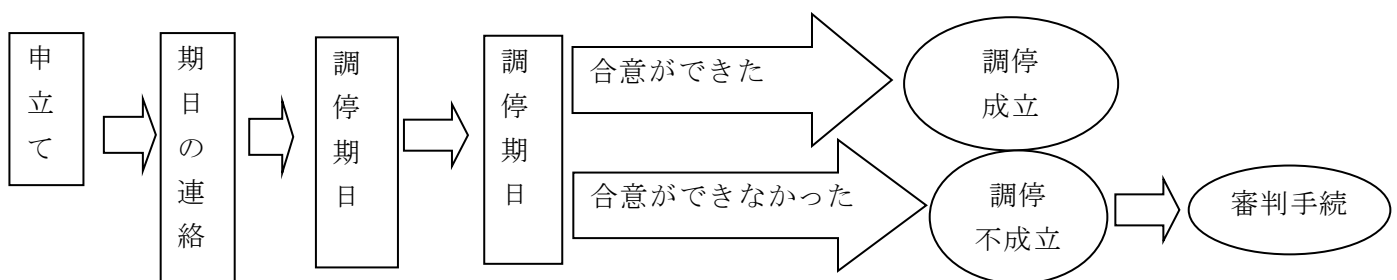 申立て
期日の連絡
調停期日
調停期日
合意ができた
調停
成立
合意ができなかった
調停
不成立
審判手続